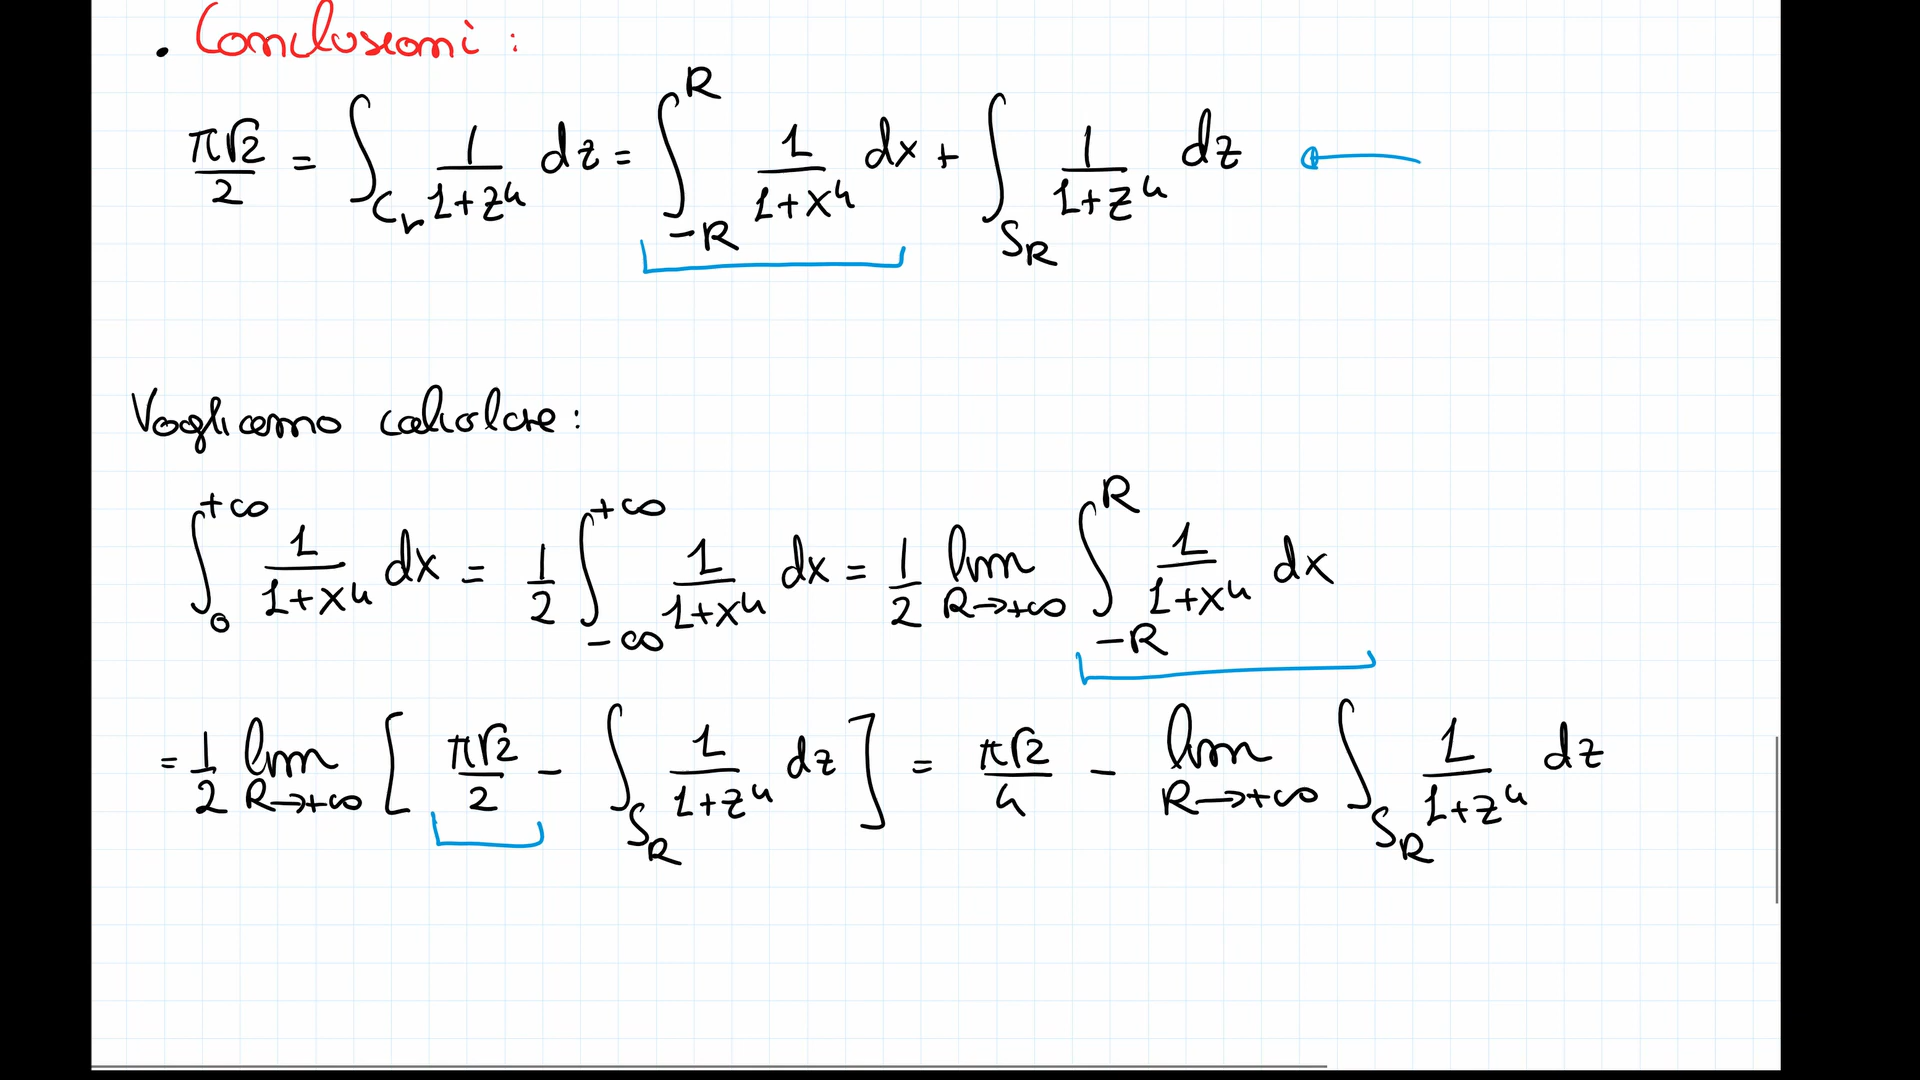 • Conclusioni:
π√2/2 = ∫_{C_r} 1/(1+z⁴) dz = ∫_{-R}^{R} 1/(1+x⁴) dx + ∫_{S_R} 1/(1+z⁴) dz
Vogliamo calcolare:
∫_0^{+∞} 1/(1+x⁴) dx = 1/2 ∫_{-∞}^{+∞} 1/(1+x⁴) dx = 1/2 lim_{R→+∞} ∫_{-R}^{R} 1/(1+x⁴) dx
= 1/2 lim_{R→+∞} [ π√2/2 - ∫_{S_R} 1/(1+z⁴) dz ] = π√2/4 - lim_{R→+∞} ∫_{S_R} 1/(1+z⁴) dz